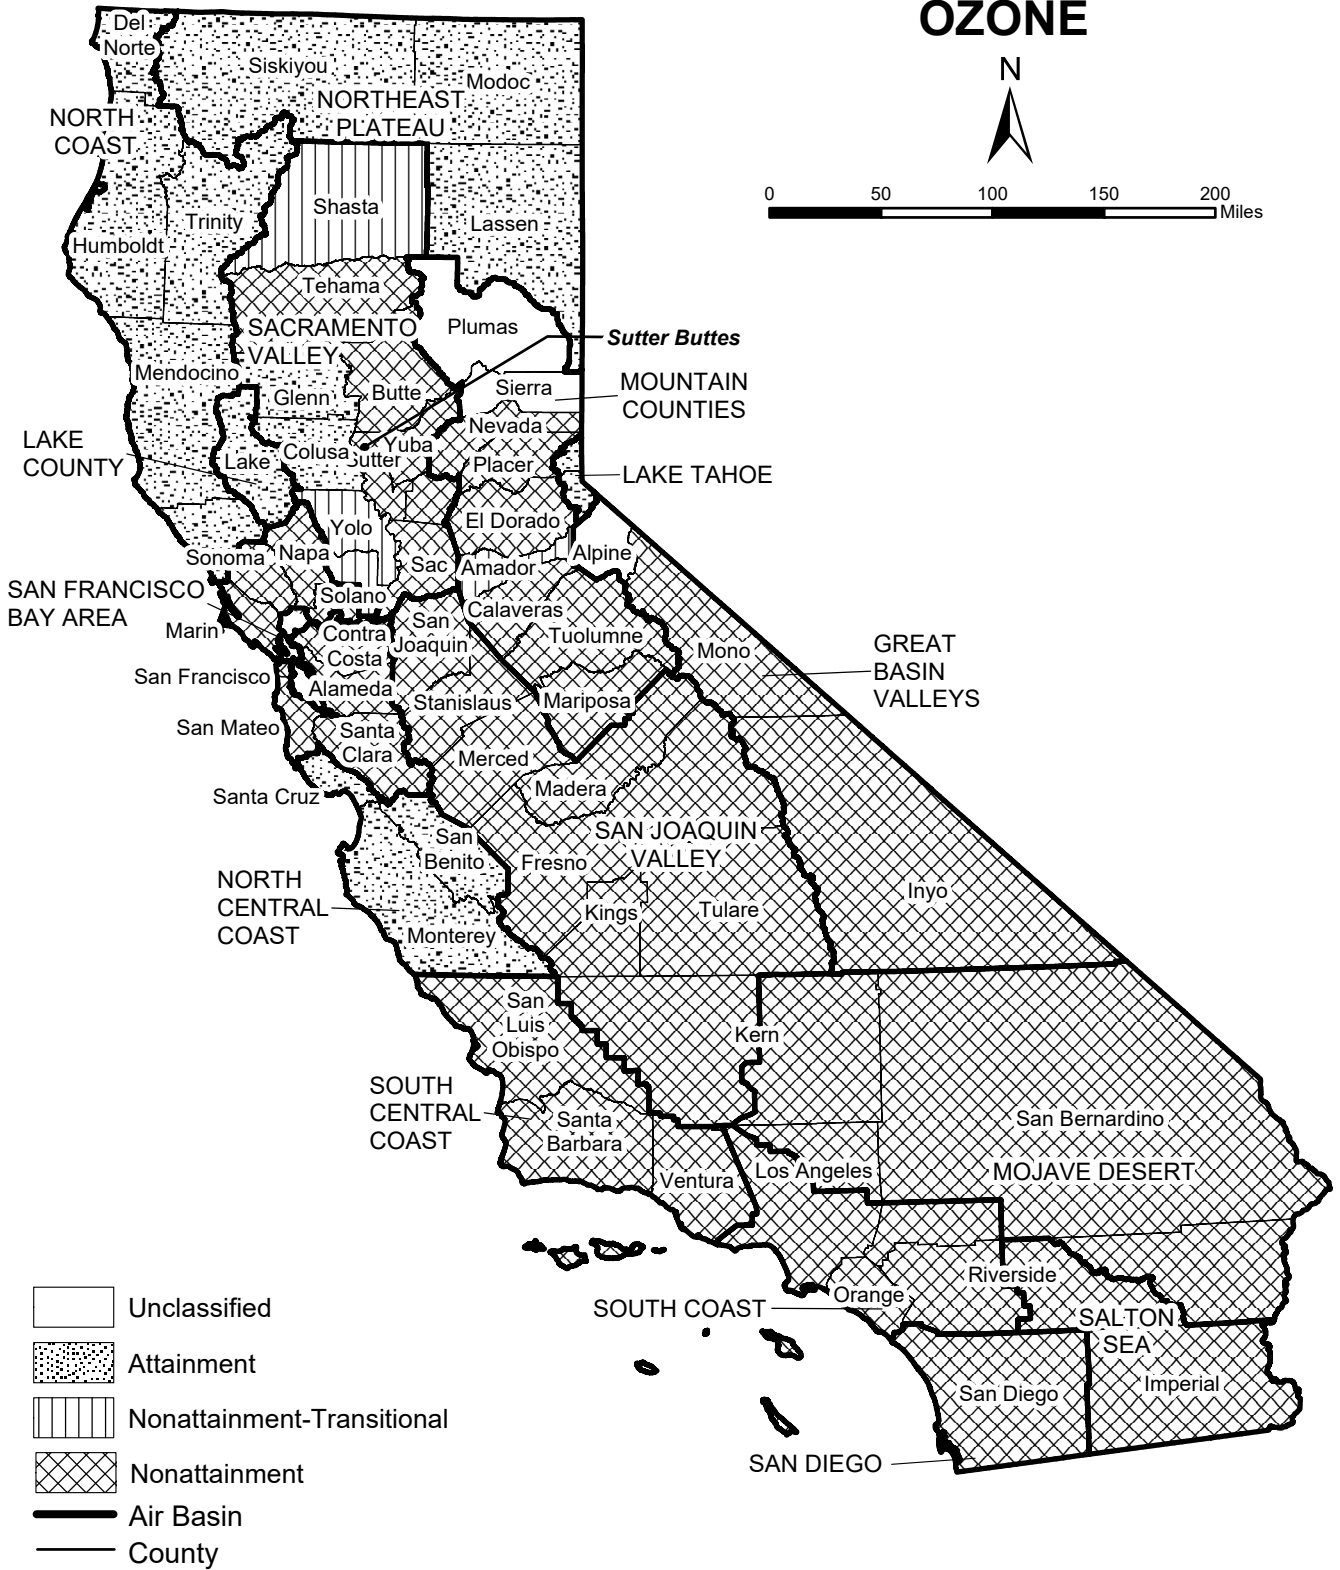 OZONE
N
0 50 100 150 200
Miles
Del
Norte
Siskiyou
Modoc
NORTHEAST
PLATEAU
NORTH
COAST
Shasta
Trinity
Lassen
Humboldt
Tehama
SACRAMENTO
VALLEY
Plumas
Sutter Buttes
Mendocino
Glenn
Butte
Sierra
MOUNTAIN
COUNTIES
Nevada
LAKE
COUNTY
Lake
Colusa
Yuba
Sutter
Placer
LAKE TAHOE
Yolo
El Dorado
Sonoma
Napa
Sac
Amador
Alpine
SAN FRANCISCO
BAY AREA
Solano
Calaveras
Marin
Contra
Costa
San
Joaquin
Tuolumne
Mono
GREAT
BASIN
VALLEYS
San Francisco
Alameda
Stanislaus
Mariposa
San Mateo
Santa
Clara
Merced
Santa Cruz
Madera
San
Benito
SAN JOAQUIN
VALLEY
Fresno
NORTH
CENTRAL
COAST
Kings
Tulare
Inyo
Monterey
San
Luis
Obispo
Kern
SOUTH
CENTRAL
COAST
Santa
Barbara
San Bernardino
Ventura
Los Angeles
MOJAVE DESERT
Riverside
Orange
SOUTH COAST
SALTON
SEA
San Diego
Imperial
SAN DIEGO
Unclassified
Attainment
Nonattainment-Transitional
Nonattainment
Air Basin
County